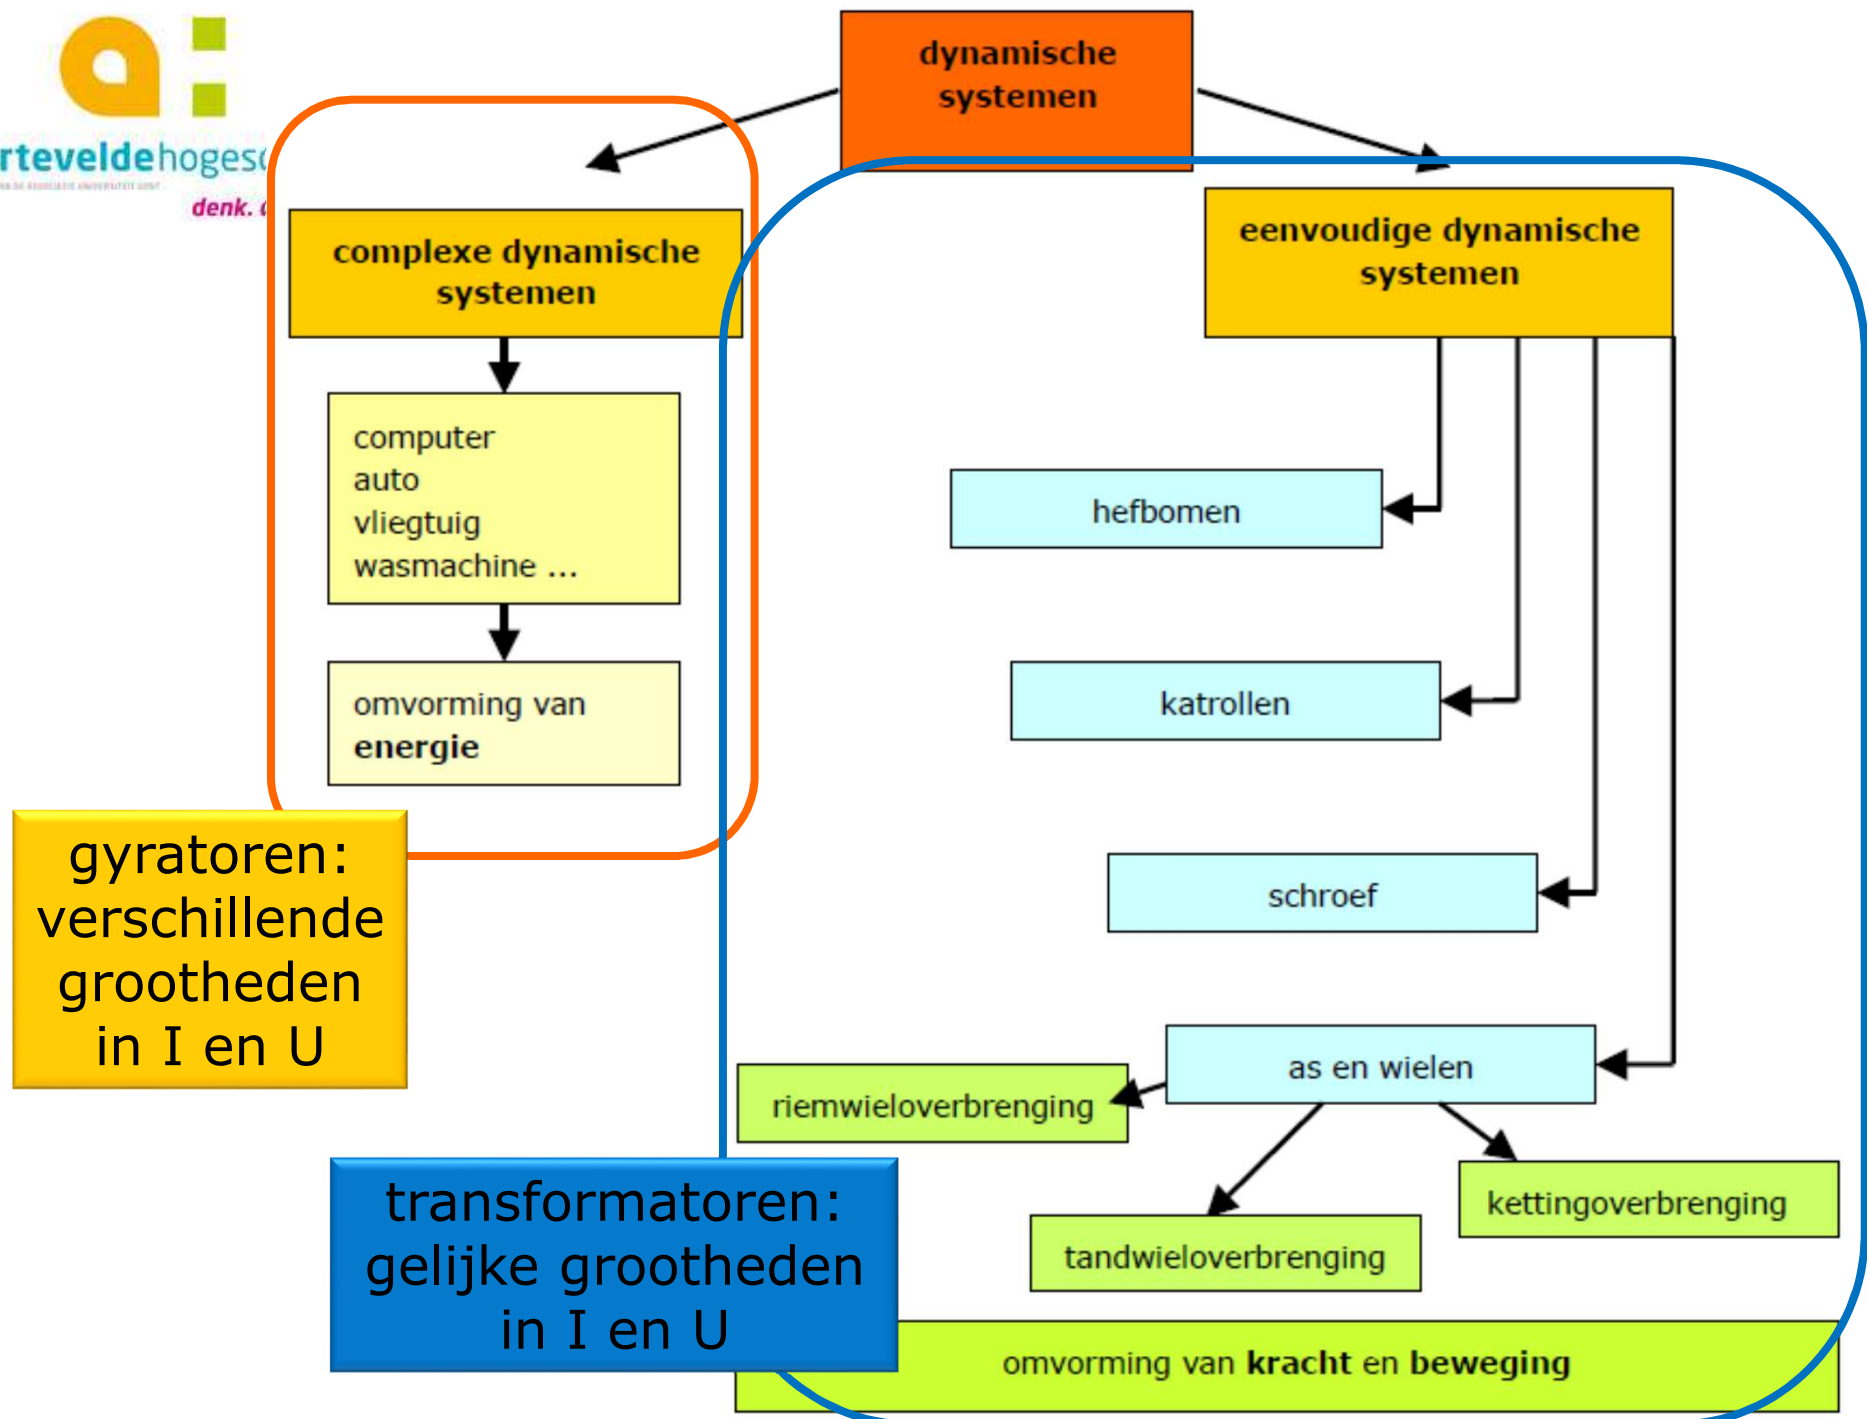 dynamische
systemen
rteveldehogesc
denk.
complexe dynamische
systemen
eenvoudige dynamische
systemen
computer
auto
vliegtuig
wasmachine ...
omvorming van
energie
hefbomen
katrollen
schroef
as en wielen
riemwieloverbrenging
tandwieloverbrenging
kettingoverbrenging
omvorming van kracht en beweging
gyratoren:
verschillende
grootheden
in I en U
transformatoren:
gelijke grootheden
in I en U